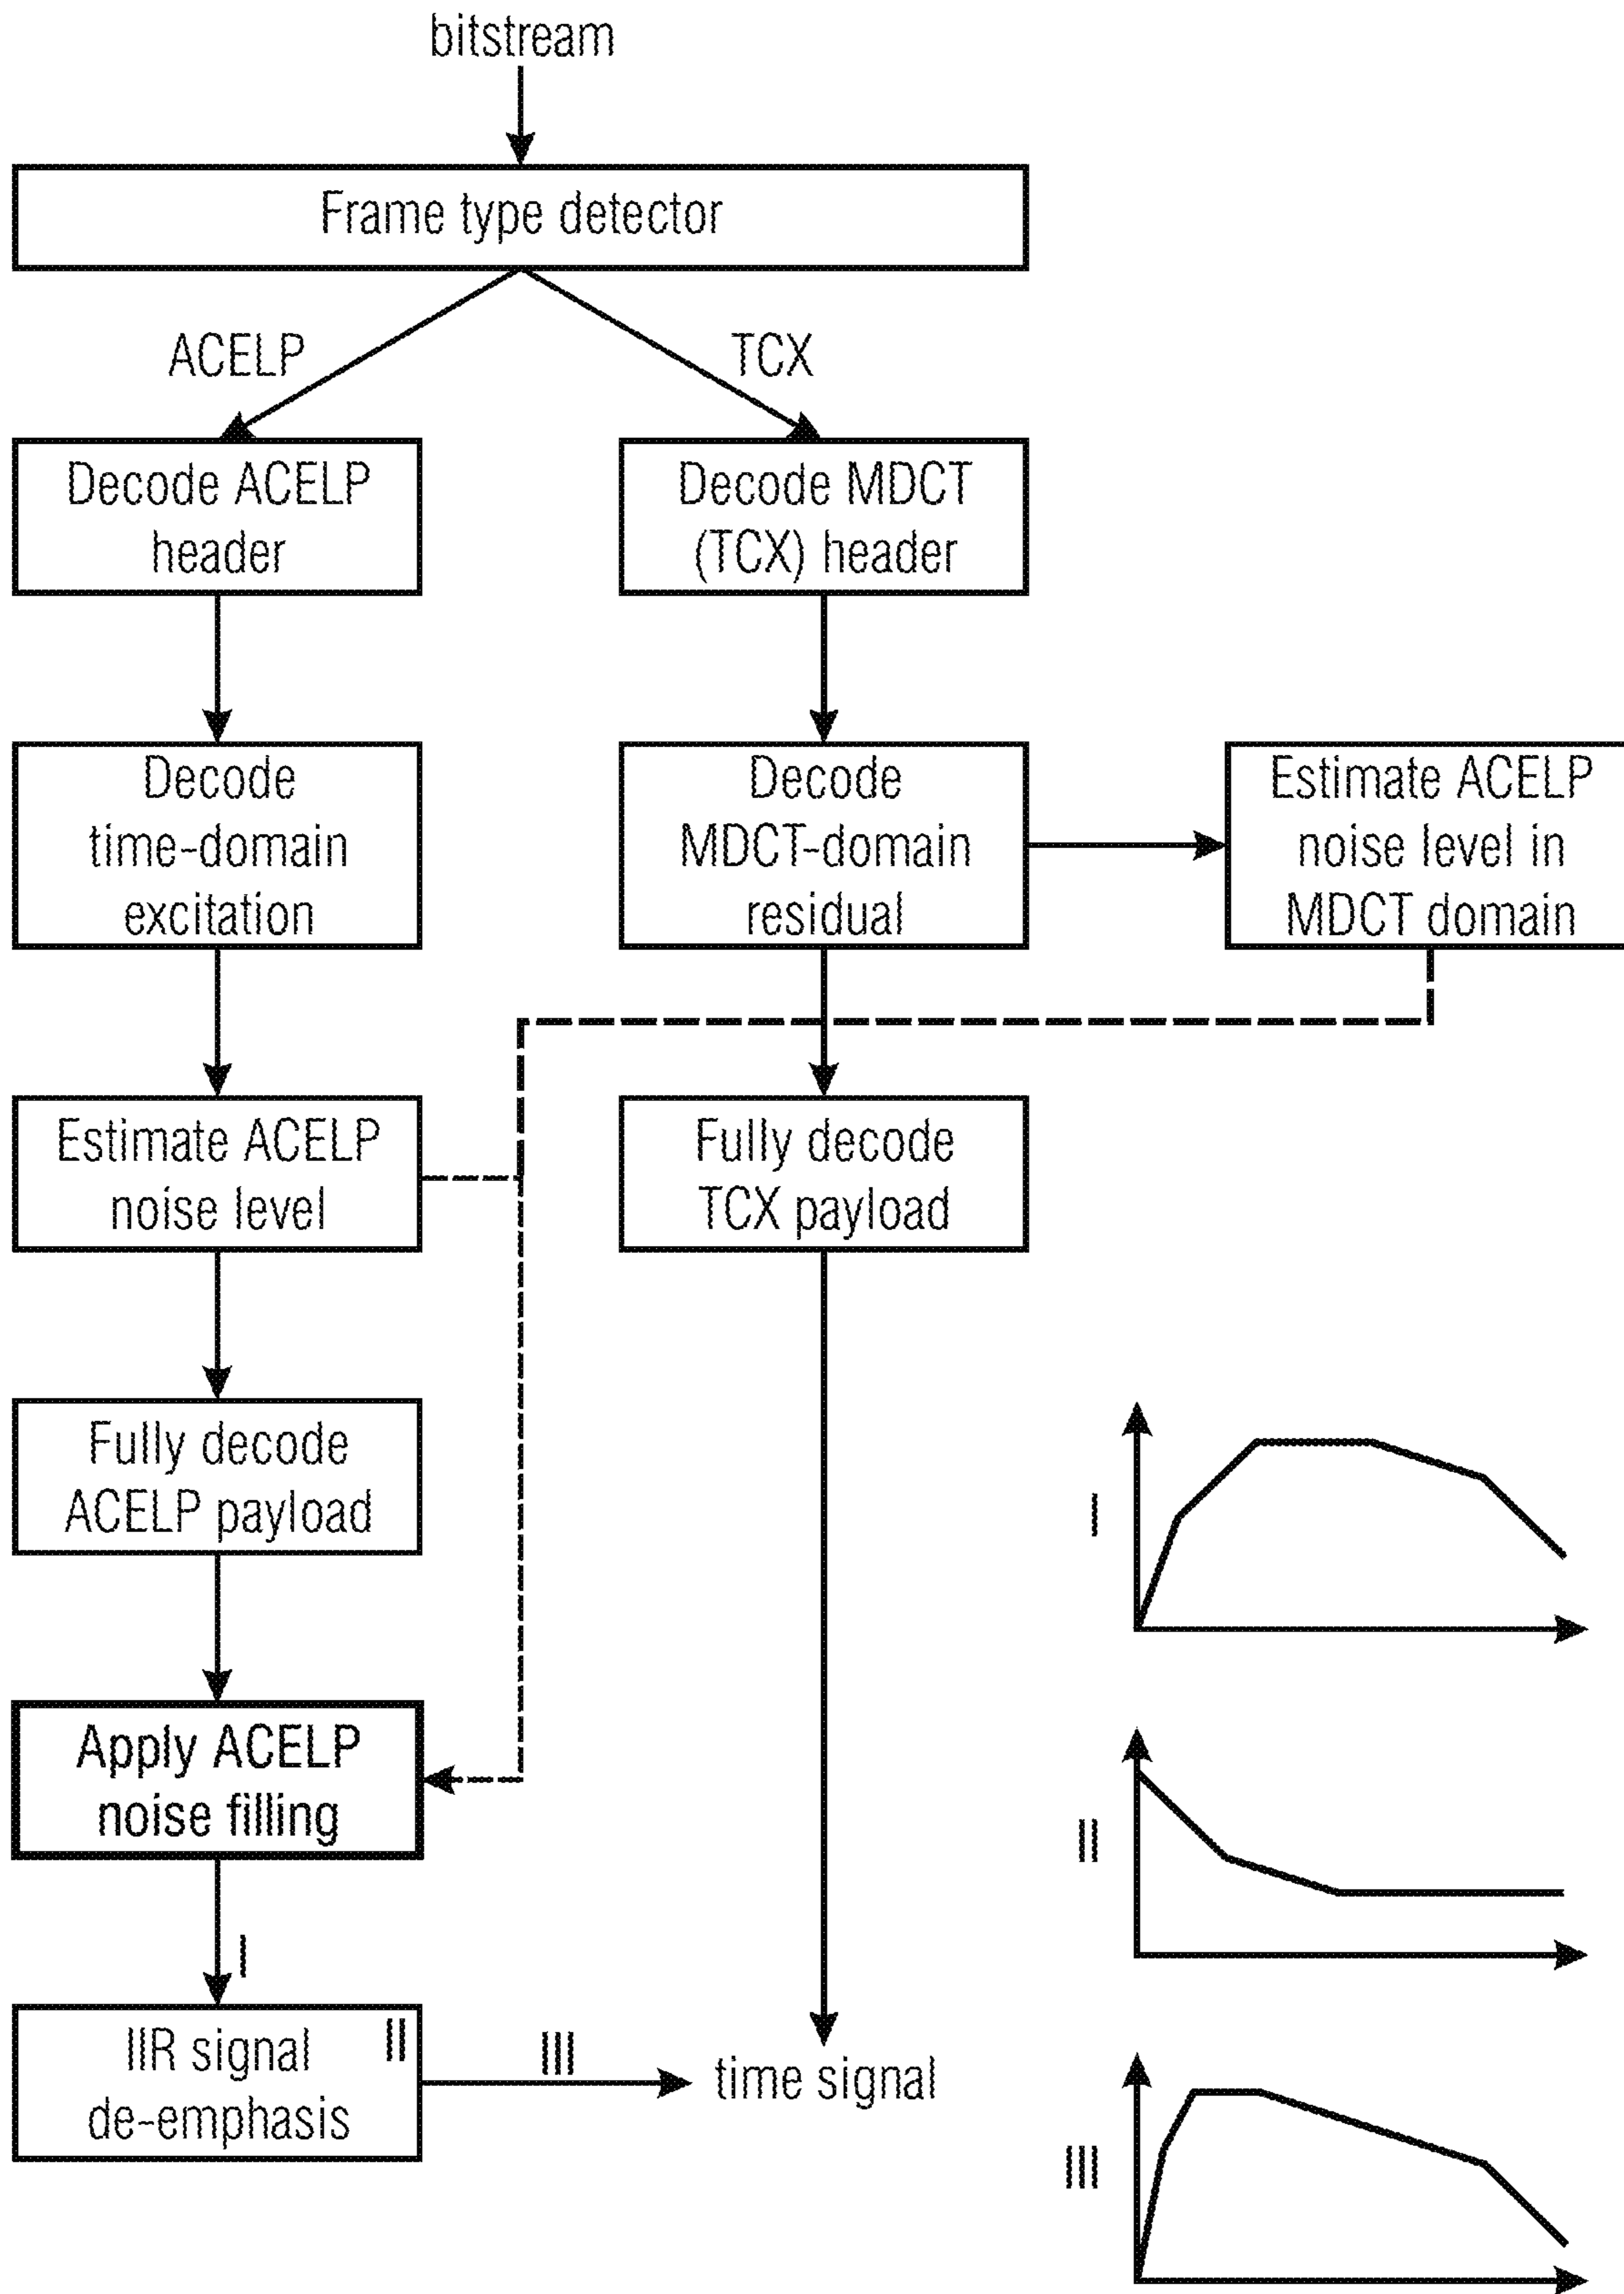 bitstream
Frame type detector
ACELP
TCX
Decode ACELP
header
Decode MDCT
(TCX) header
Decode
time-domain
excitation
Decode
MDCT-domain
residual
Estimate ACELP
noise level in
MDCT domain
Estimate ACELP
noise level
Fully decode
TCX payload
Fully decode
ACELP payload
Apply ACELP
noise filling
I
IIR signal
de-emphasis
II
III
time signal
I
II
III